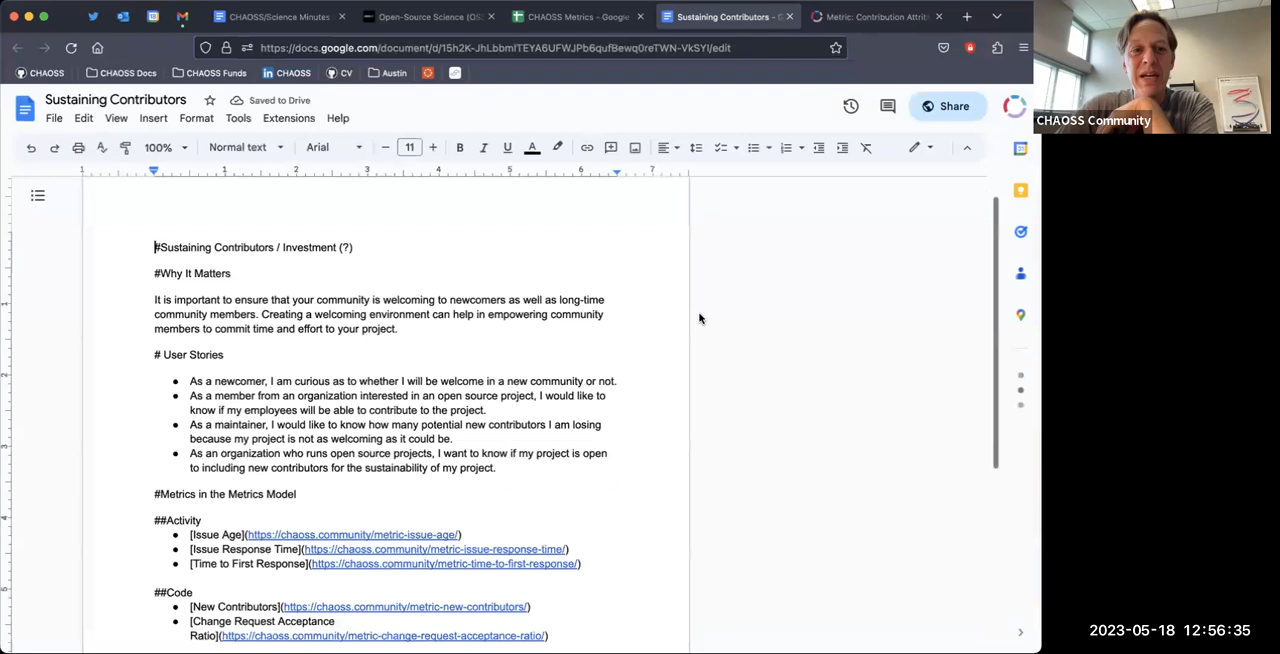 CHAOSS/Science Minutes
Open-Source Science (OS
CHAOSS Metrics - Google
Sustaining Contributors - G
Metric: Contribution Attrib
https://docs.google.com/document/d/15h2K-JhLbbmlTEYA6UFWJPb6qufBewq0reTWN-VkSYI/edit
CHAOSS
CHAOSS Docs
CHAOSS Funds
CHAOSS
CV
Austin
CHAOSS Community
Sustaining Contributors
Saved to Drive
File Edit View Insert Format Tools Extensions Help
Share
100% Normal text Arial 11
1 1 2 3 4 5 6 7
#Sustaining Contributors / Investment (?)
#Why It Matters
It is important to ensure that your community is welcoming to newcomers as well as long-time
community members. Creating a welcoming environment can help in empowering community
members to commit time and effort to your project.
# User Stories
● As a newcomer, I am curious as to whether I will be welcome in a new community or not.
● As a member from an organization interested in an open source project, I would like to
know if my employees will be able to contribute to the project.
● As a maintainer, I would like to know how many potential new contributors I am losing
because my project is not as welcoming as it could be.
● As an organization who runs open source projects, I want to know if my project is open
to including new contributors for the sustainability of my project.
#Metrics in the Metrics Model
##Activity
● [Issue Age](https://chaoss.community/metric-issue-age/)
● [Issue Response Time](https://chaoss.community/metric-issue-response-time/)
● [Time to First Response](https://chaoss.community/metric-time-to-first-response/)
##Code
● [New Contributors](https://chaoss.community/metric-new-contributors/)
● [Change Request Acceptance
Ratio](https://chaoss.community/metric-change-request-acceptance-ratio/)
2023-05-18 12:56:35